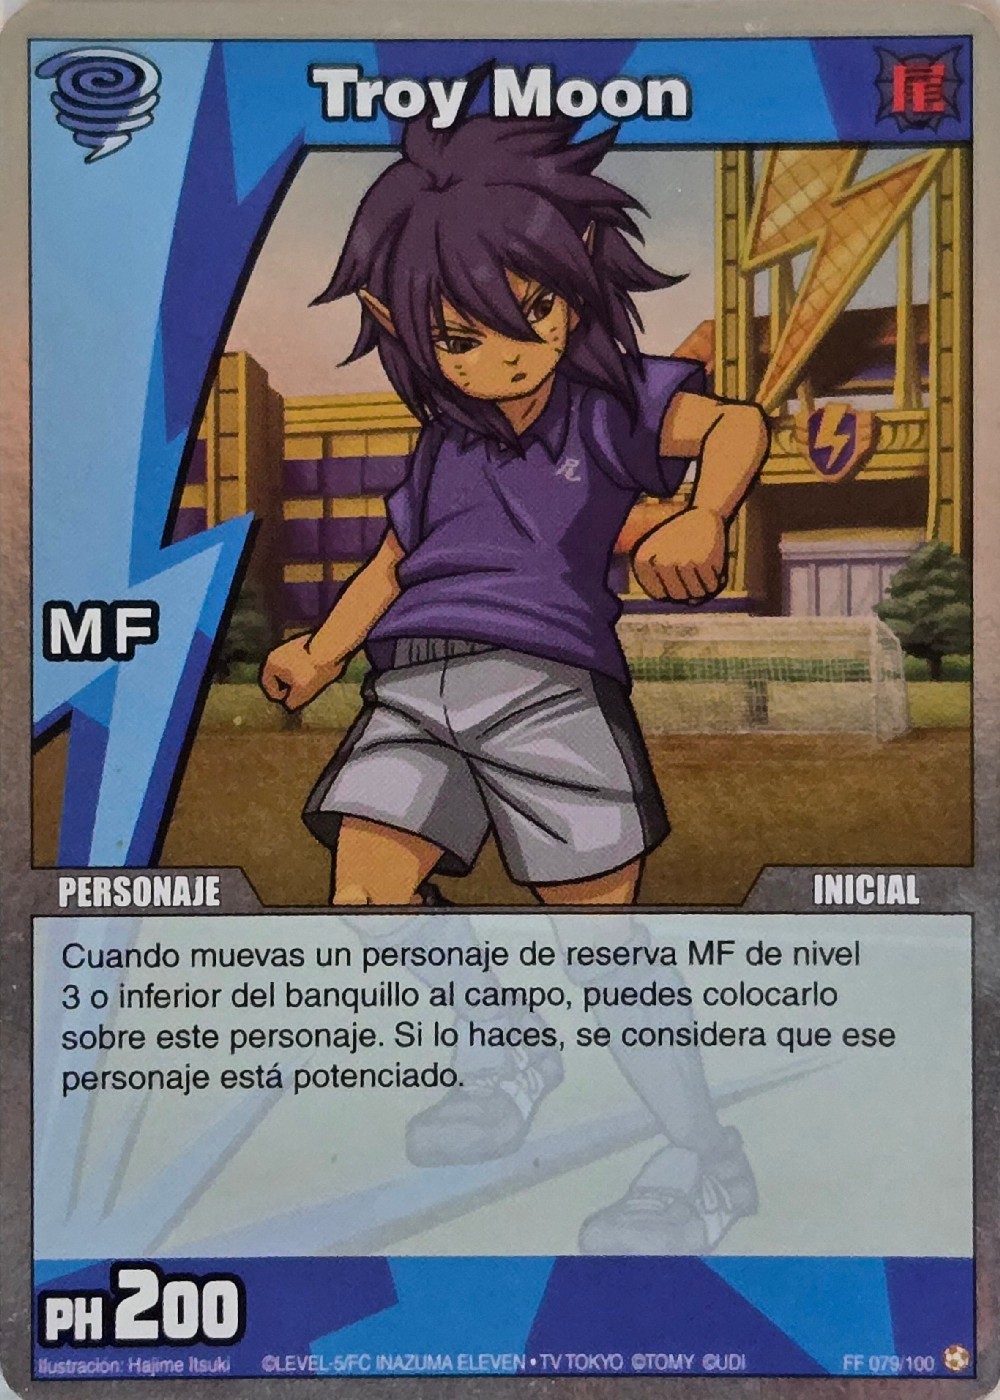 Troy Moon
尾
尾
MF
PERSONAJE
INICIAL
Cuando muevas un personaje de reserva MF de nivel
3 o inferior del banquillo al campo, puedes colocarlo
sobre este personaje. Si lo haces, se considera que ese
personaje está potenciado.
PH 200
Ilustración: Hajime Itsuki
©LEVEL-5/FC INAZUMA ELEVEN • TV TOKYO ©TOMY ©UDI
FF 079/100